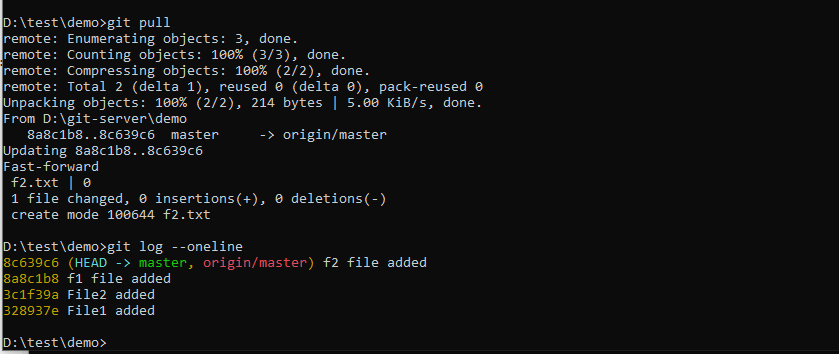 D:\test\demo>git pull
remote: Enumerating objects: 3, done.
remote: Counting objects: 100% (3/3), done.
remote: Compressing objects: 100% (2/2), done.
remote: Total 2 (delta 1), reused 0 (delta 0), pack-reused 0
Unpacking objects: 100% (2/2), 214 bytes | 5.00 KiB/s, done.
From D:\git-server\demo
   8a8c1b8..8c639c6  master     -> origin/master
Updating 8a8c1b8..8c639c6
Fast-forward
 f2.txt | 0
 1 file changed, 0 insertions(+), 0 deletions(-)
 create mode 100644 f2.txt
D:\test\demo>git log --oneline
8c639c6 (HEAD -> master, origin/master) f2 file added
8a8c1b8 f1 file added
3c1f39a File2 added
328937e File1 added
D:\test\demo>